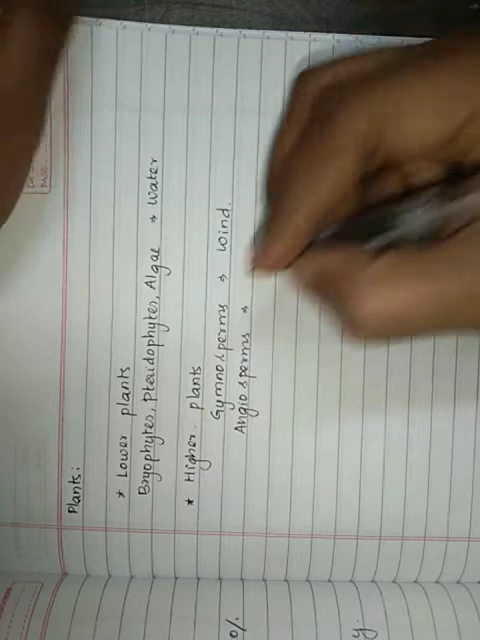 Plants:
* Lower plants
Bryophytes, Pteridophytes, Algae → Water
* Higher plants
Gymnosperms → Wind.
Angiosperms →
%.
y.